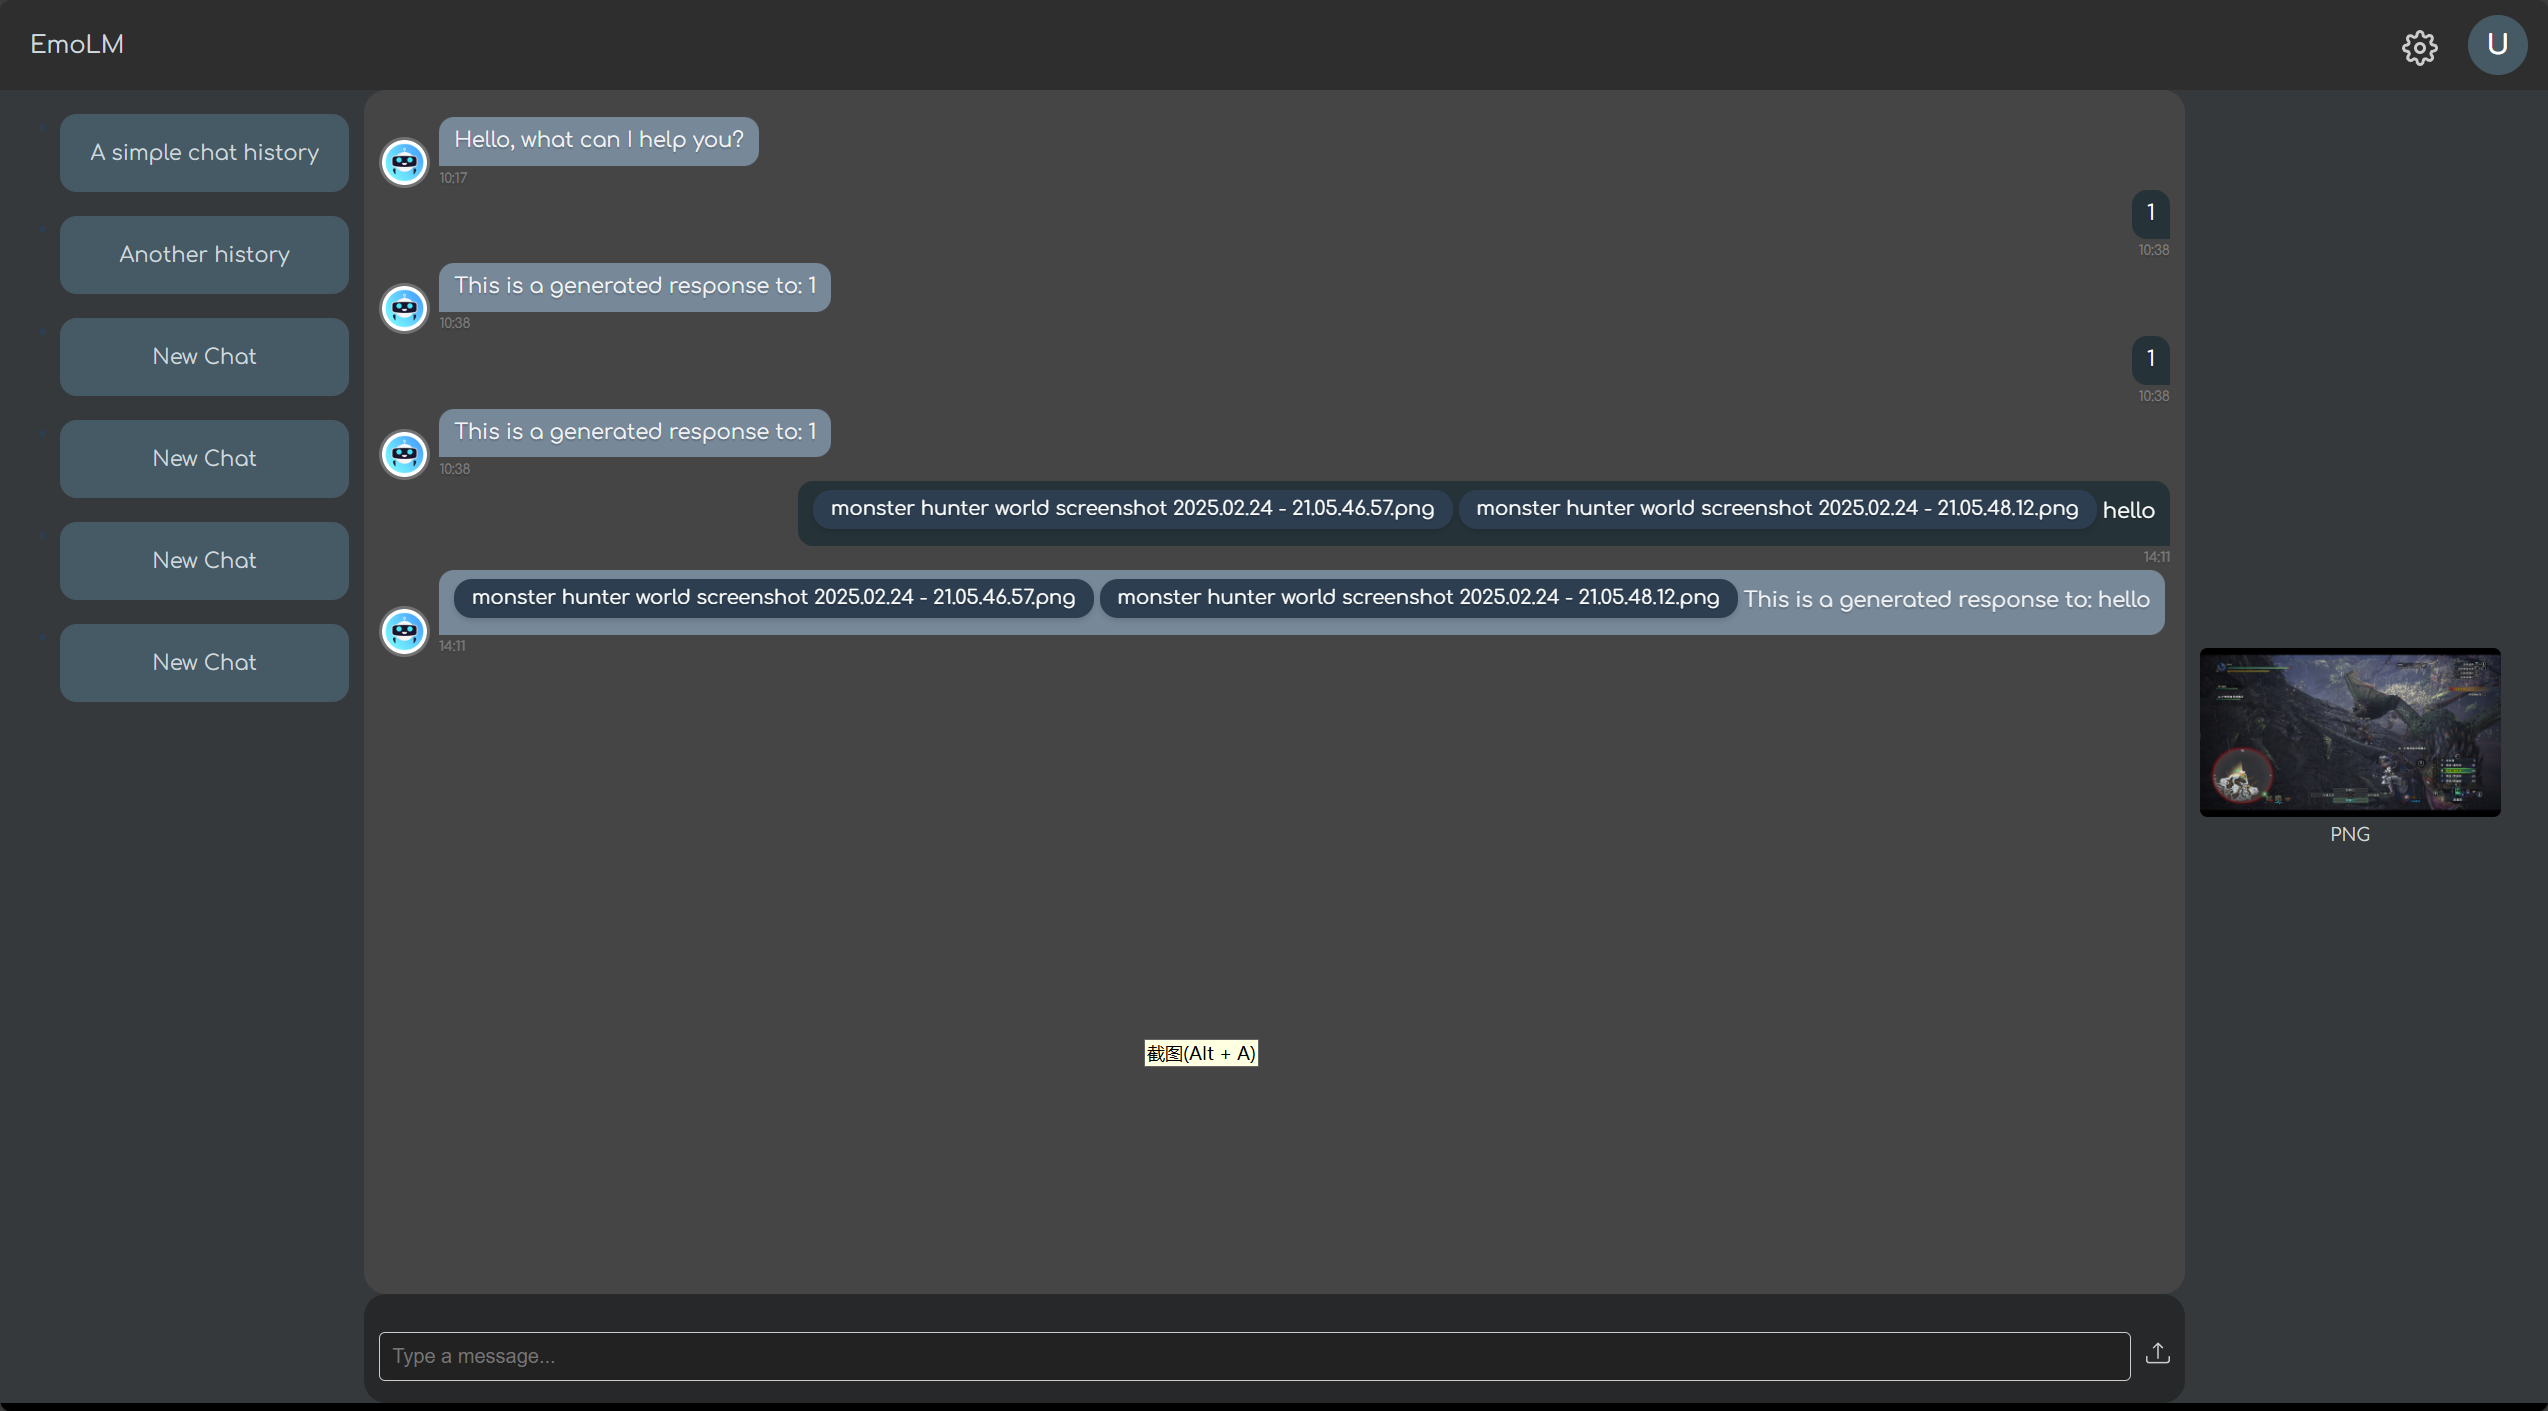 EmoLM
U
A simple chat history
Another history
New Chat
New Chat
New Chat
New Chat
Hello, what can I help you?
10:17
1
10:38
This is a generated response to: 1
10:38
1
10:38
This is a generated response to: 1
10:38
monster hunter world screenshot 2025.02.24 - 21.05.46.57.png monster hunter world screenshot 2025.02.24 - 21.05.48.12.png hello
14:11
monster hunter world screenshot 2025.02.24 - 21.05.46.57.png monster hunter world screenshot 2025.02.24 - 21.05.48.12.png This is a generated response to: hello
14:11
PNG
截图(Alt + A)
Type a message...